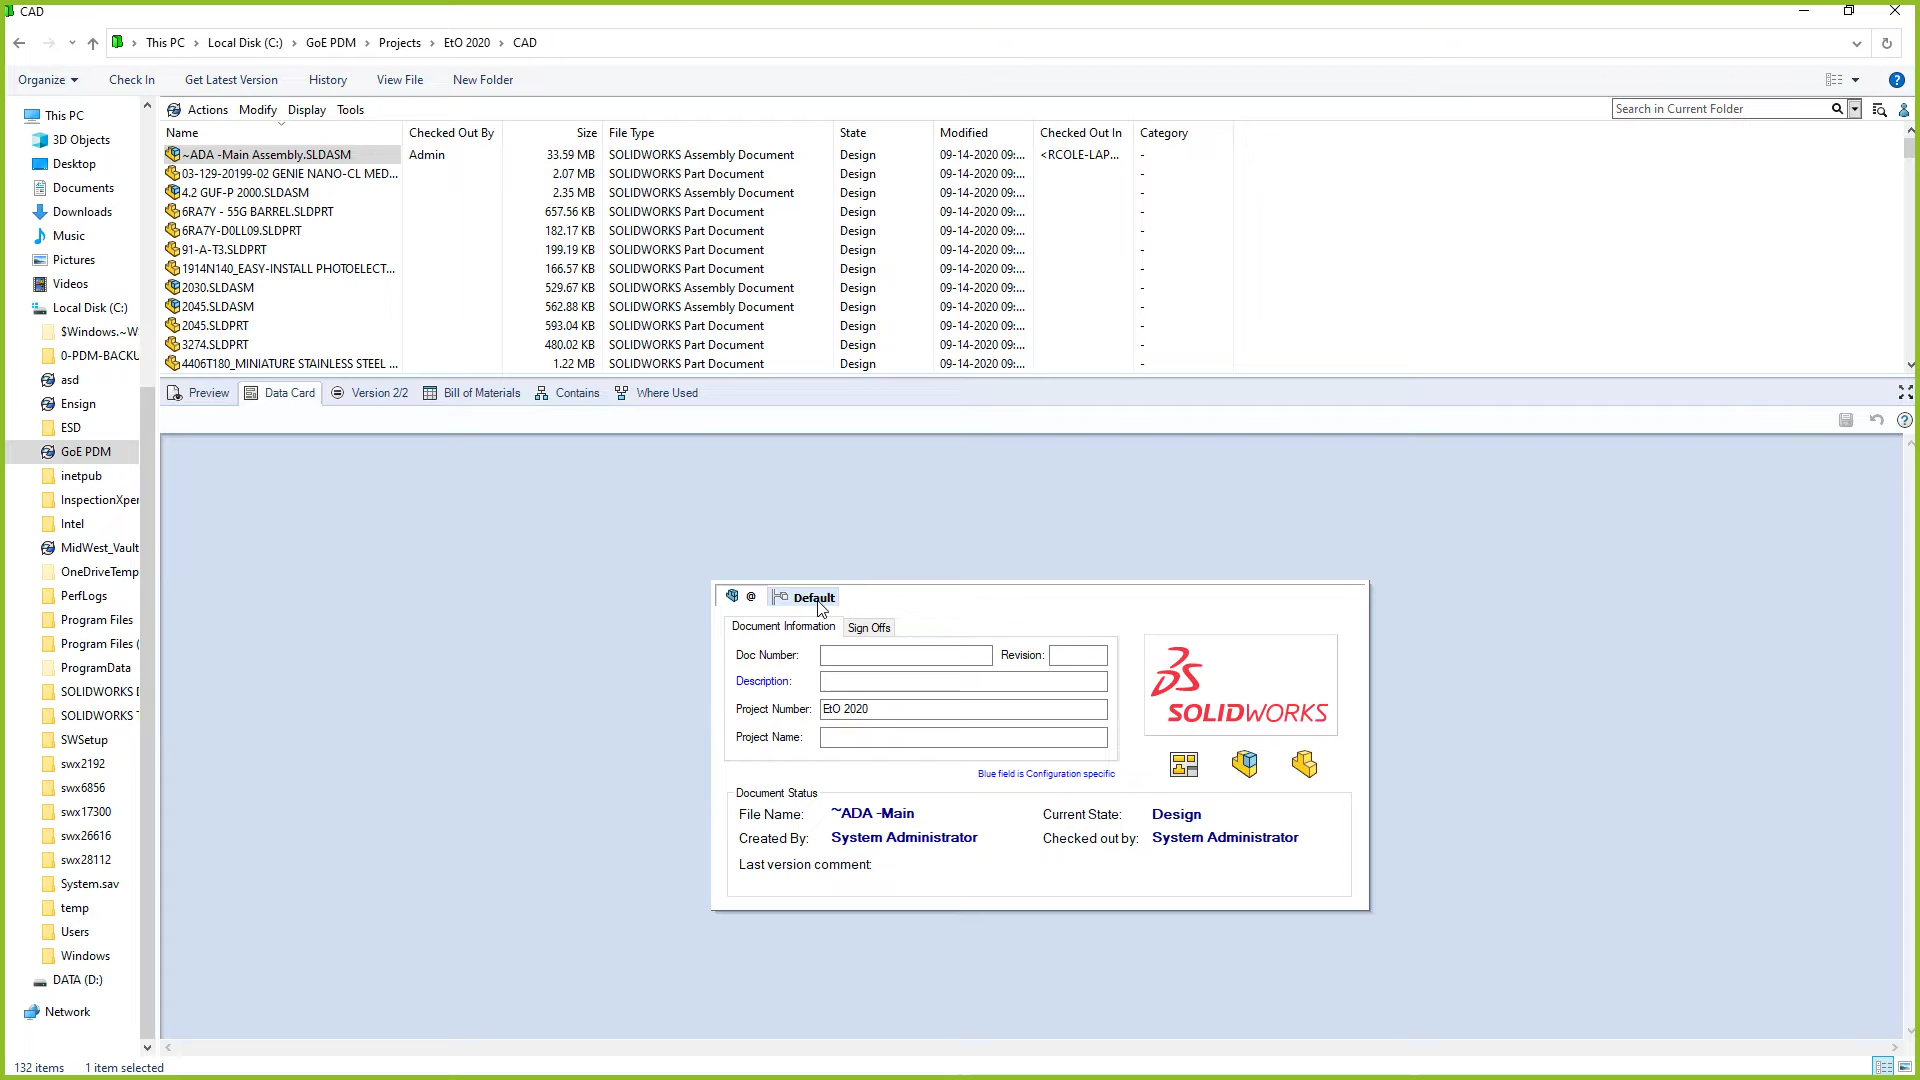 CAD
This PC > Local Disk (C:) > GoE PDM > Projects > EtO 2020 > CAD
Organize Check In Get Latest Version History View File New Folder
Actions Modify Display Tools
Search in Current Folder
Name Checked Out By Size File Type State Modified Checked Out In Category
~ADA -Main Assembly.SLDASM Admin 33.59 MB SOLIDWORKS Assembly Document Design 09-14-2020 09:... <RCOLE-LAP... -
03-129-20199-02 GENIE NANO-CL MED... 2.07 MB SOLIDWORKS Part Document Design 09-14-2020 09:... -
4.2 GUF-P 2000.SLDASM 2.35 MB SOLIDWORKS Assembly Document Design 09-14-2020 09:... -
6RA7Y - 55G BARREL.SLDPRT 657.56 KB SOLIDWORKS Part Document Design 09-14-2020 09:... -
6RA7Y-D0LL09.SLDPRT 182.17 KB SOLIDWORKS Part Document Design 09-14-2020 09:... -
91-A-T3.SLDPRT 199.19 KB SOLIDWORKS Part Document Design 09-14-2020 09:... -
1914N140_EASY-INSTALL PHOTOELECT... 166.57 KB SOLIDWORKS Part Document Design 09-14-2020 09:... -
2030.SLDASM 529.67 KB SOLIDWORKS Assembly Document Design 09-14-2020 09:... -
2045.SLDASM 562.88 KB SOLIDWORKS Assembly Document Design 09-14-2020 09:... -
2045.SLDPRT 593.04 KB SOLIDWORKS Part Document Design 09-14-2020 09:... -
3274.SLDPRT 480.02 KB SOLIDWORKS Part Document Design 09-14-2020 09:... -
4406T180_MINIATURE STAINLESS STEEL ... 1.22 MB SOLIDWORKS Part Document Design 09-14-2020 09:... -
This PC
3D Objects
Desktop
Documents
Downloads
Music
Pictures
Videos
Local Disk (C:)
$Windows.~W
0-PDM-BACKU
asd
Ensign
ESD
GoE PDM
inetpub
InspectionXper
Intel
MidWest_Vault
OneDriveTemp
PerfLogs
Program Files
Program Files (
ProgramData
SOLIDWORKS D
SOLIDWORKS T
SWSetup
swx2192
swx6856
swx17300
swx26616
swx28112
System.sav
temp
Users
Windows
DATA (D:)
Network
Preview Data Card Version 2/2 Bill of Materials Contains Where Used
@ Default
Document Information Sign Offs
Doc Number: Revision:
Description:
Project Number: EtO 2020
Project Name:
Blue field is Configuration specific
SOLIDWORKS
Document Status
File Name: ~ADA -Main Current State: Design
Created By: System Administrator Checked out by: System Administrator
Last version comment:
132 items 1 item selected